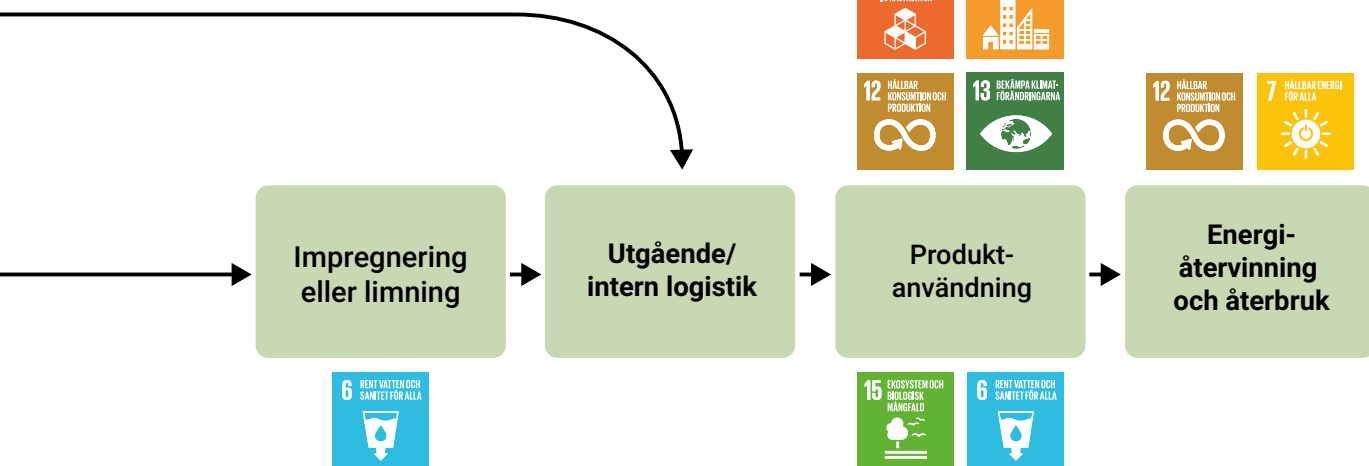 12 HÅLLBAR
KONSUMTION OCH
PRODUKTION
13 BEKÄMPA KLIMAT-
FÖRÄNDRINGARNA
12 HÅLLBAR
KONSUMTION OCH
PRODUKTION
7 HÅLLBAR ENERGI
FÖR ALLA
Impregnering
eller limning
Utgående/
intern logistik
Produkt-
användning
Energi-
återvinning
och återbruk
6 RENT VATTEN OCH
SANITET FÖR ALLA
15 EKOSYSTEM OCH
BIOLOGISK
MÅNGFALD
6 RENT VATTEN OCH
SANITET FÖR ALLA